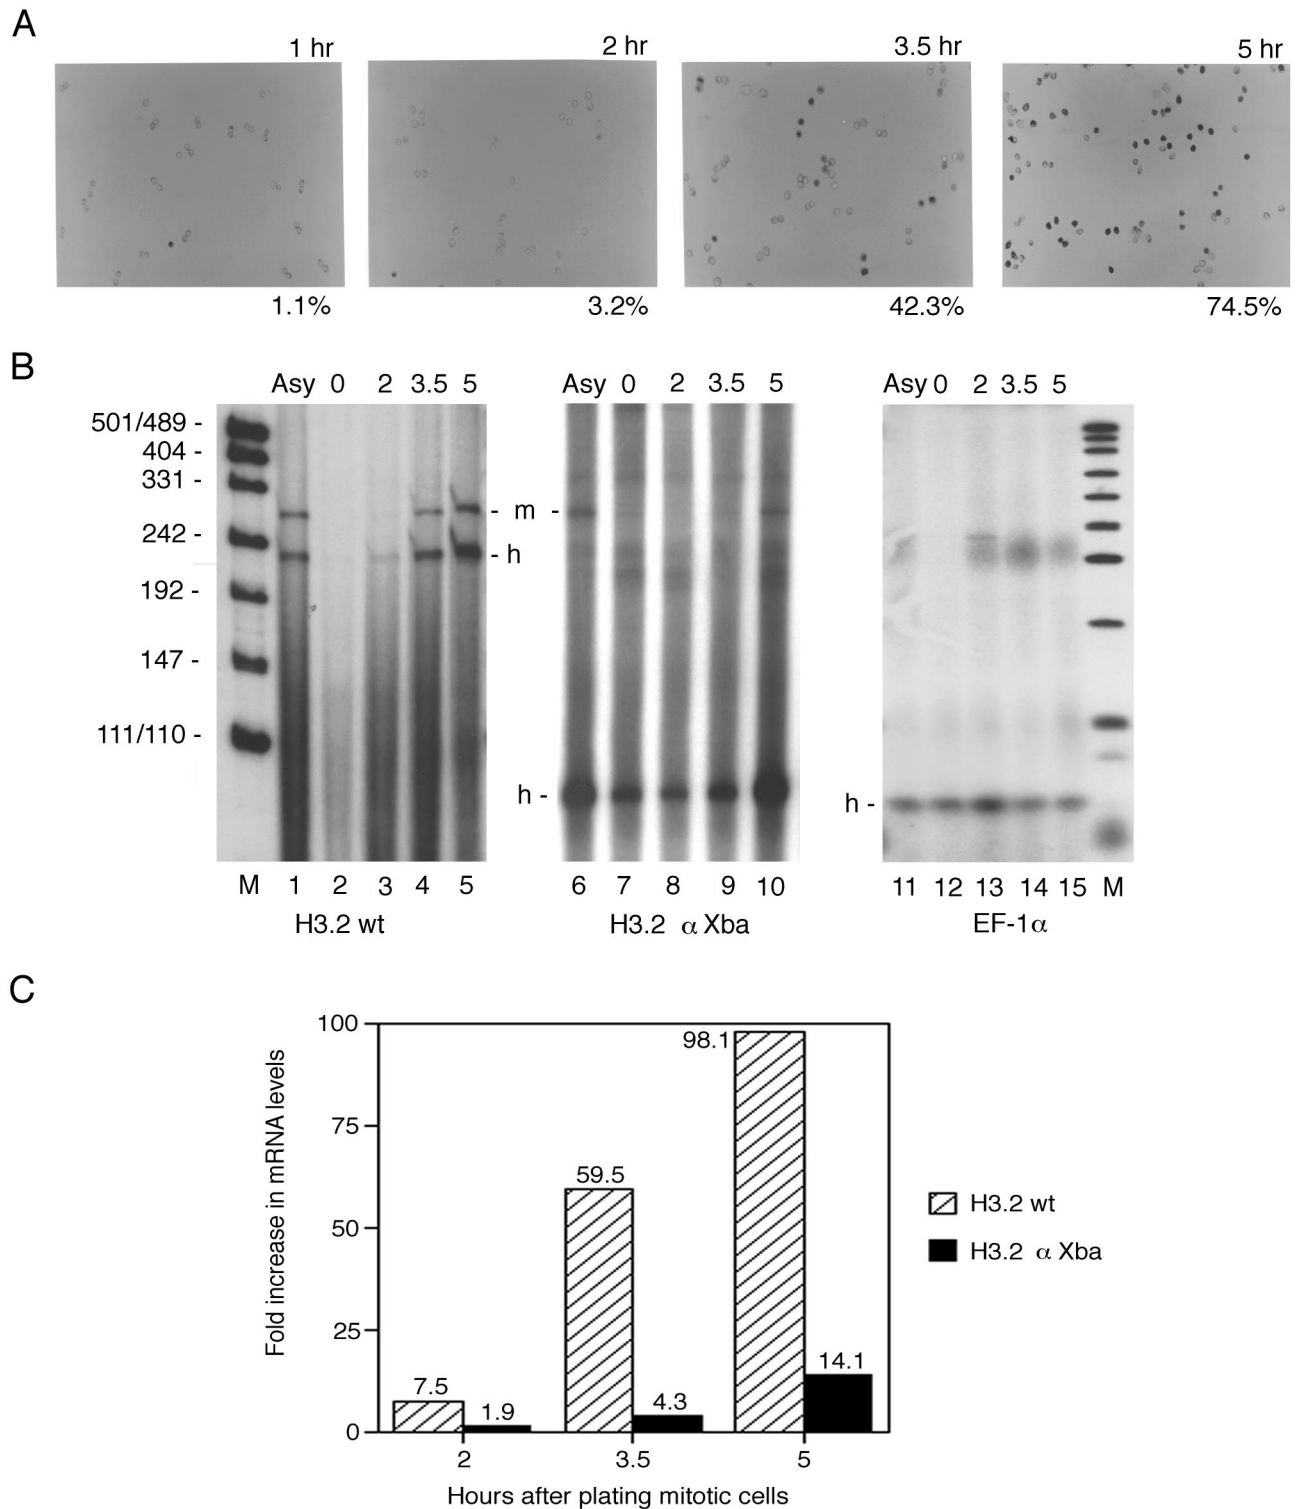 A
1 hr 2 hr 3.5 hr 5 hr
1.1% 3.2% 42.3% 74.5%
B
Asy 0 2 3.5 5 Asy 0 2 3.5 5 Asy 0 2 3.5 5
501/489 -
404 -
331 -
- m -
242 -
- h
192 -
147 -
111/110 -
h - h -
M 1 2 3 4 5 6 7 8 9 10 11 12 13 14 15 M
H3.2 wt H3.2 α Xba EF-1α
C
Fold increase in mRNA levels
100
98.1
75
59.5
50
25
14.1
7.5
4.3
1.9
0
2 3.5 5
Hours after plating mitotic cells
H3.2 wt
H3.2 α Xba